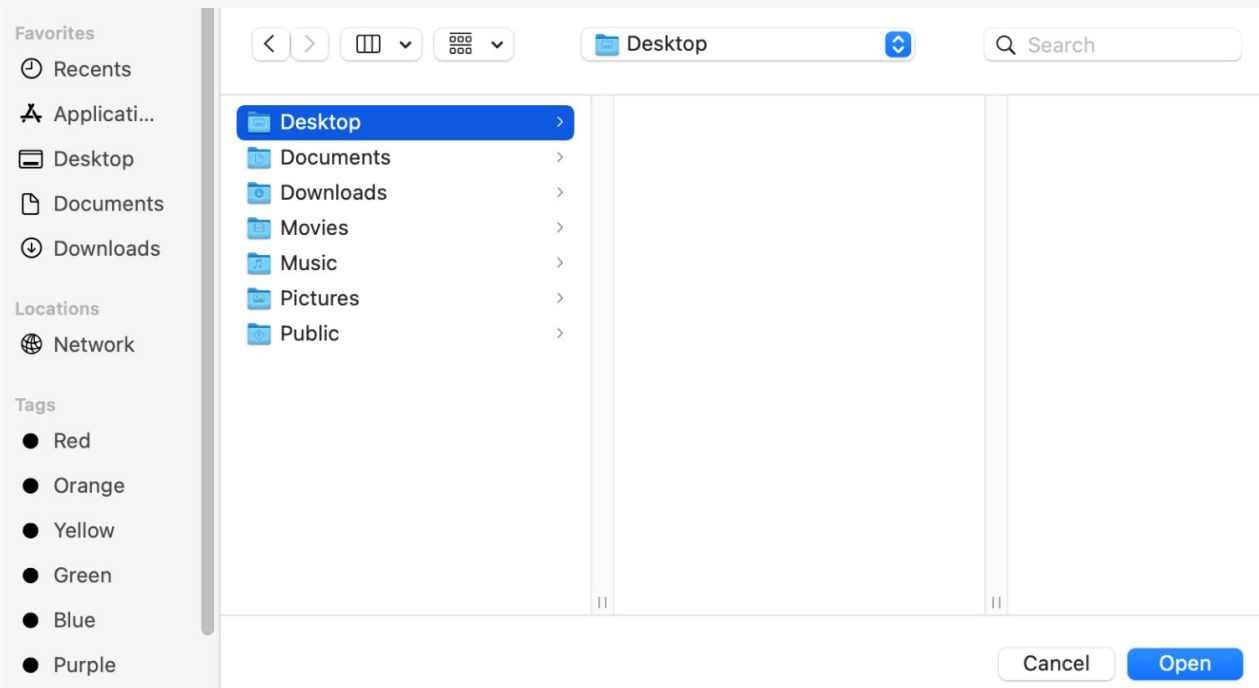 Favorites
Recents
Applicati...
Desktop
Documents
Downloads
Locations
Network
Tags
Red
Orange
Yellow
Green
Blue
Purple
Desktop
Search
Desktop
Documents
Downloads
Movies
Music
Pictures
Public
Cancel
Open